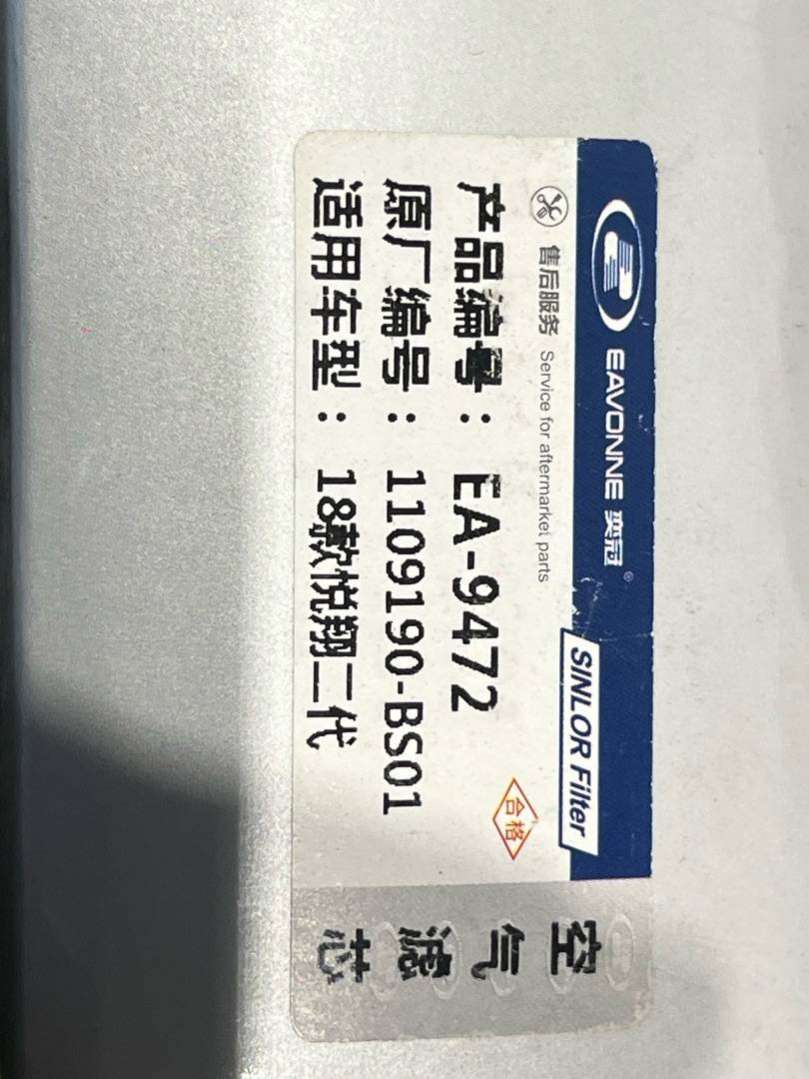 EAVONNE 奕冠®
SINLOR Filter
售后服务 Service for aftermarket parts
产品编号：EA-9472
原厂编号：1109190-BS01
适用车型：18款悦翔二代
合格
空气滤芯